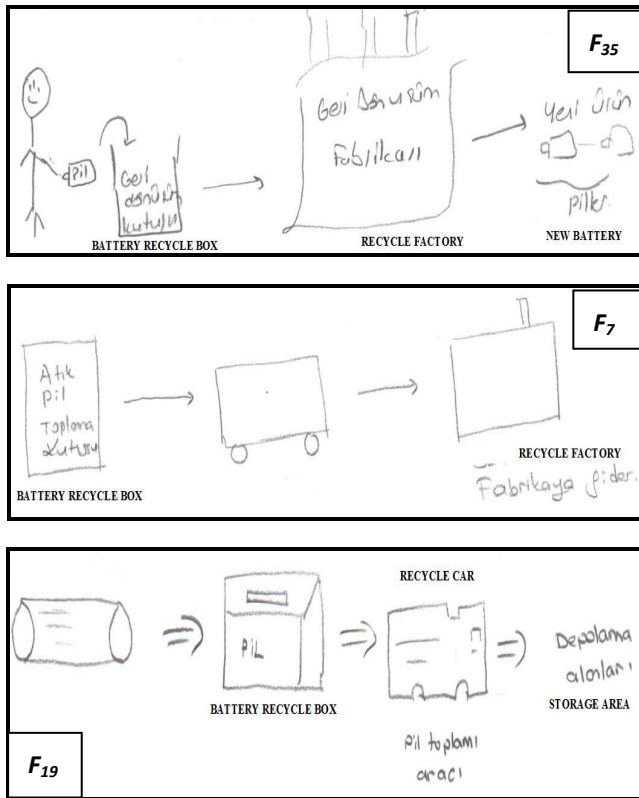 F35
Pil
Geri
dönüşüm
kutusu
BATTERY RECYCLE BOX
Geri dönüşüm
Fabrikası
RECYCLE FACTORY
Yeni Ürün
piller
NEW BATTERY
F7
Atık
pil
Toplama
kutusu
BATTERY RECYCLE BOX
RECYCLE FACTORY
Fabrikaya gider.
PIL
BATTERY RECYCLE BOX
RECYCLE CAR
Pil toplamı
aracı
Depolama
alanları
STORAGE AREA
F19